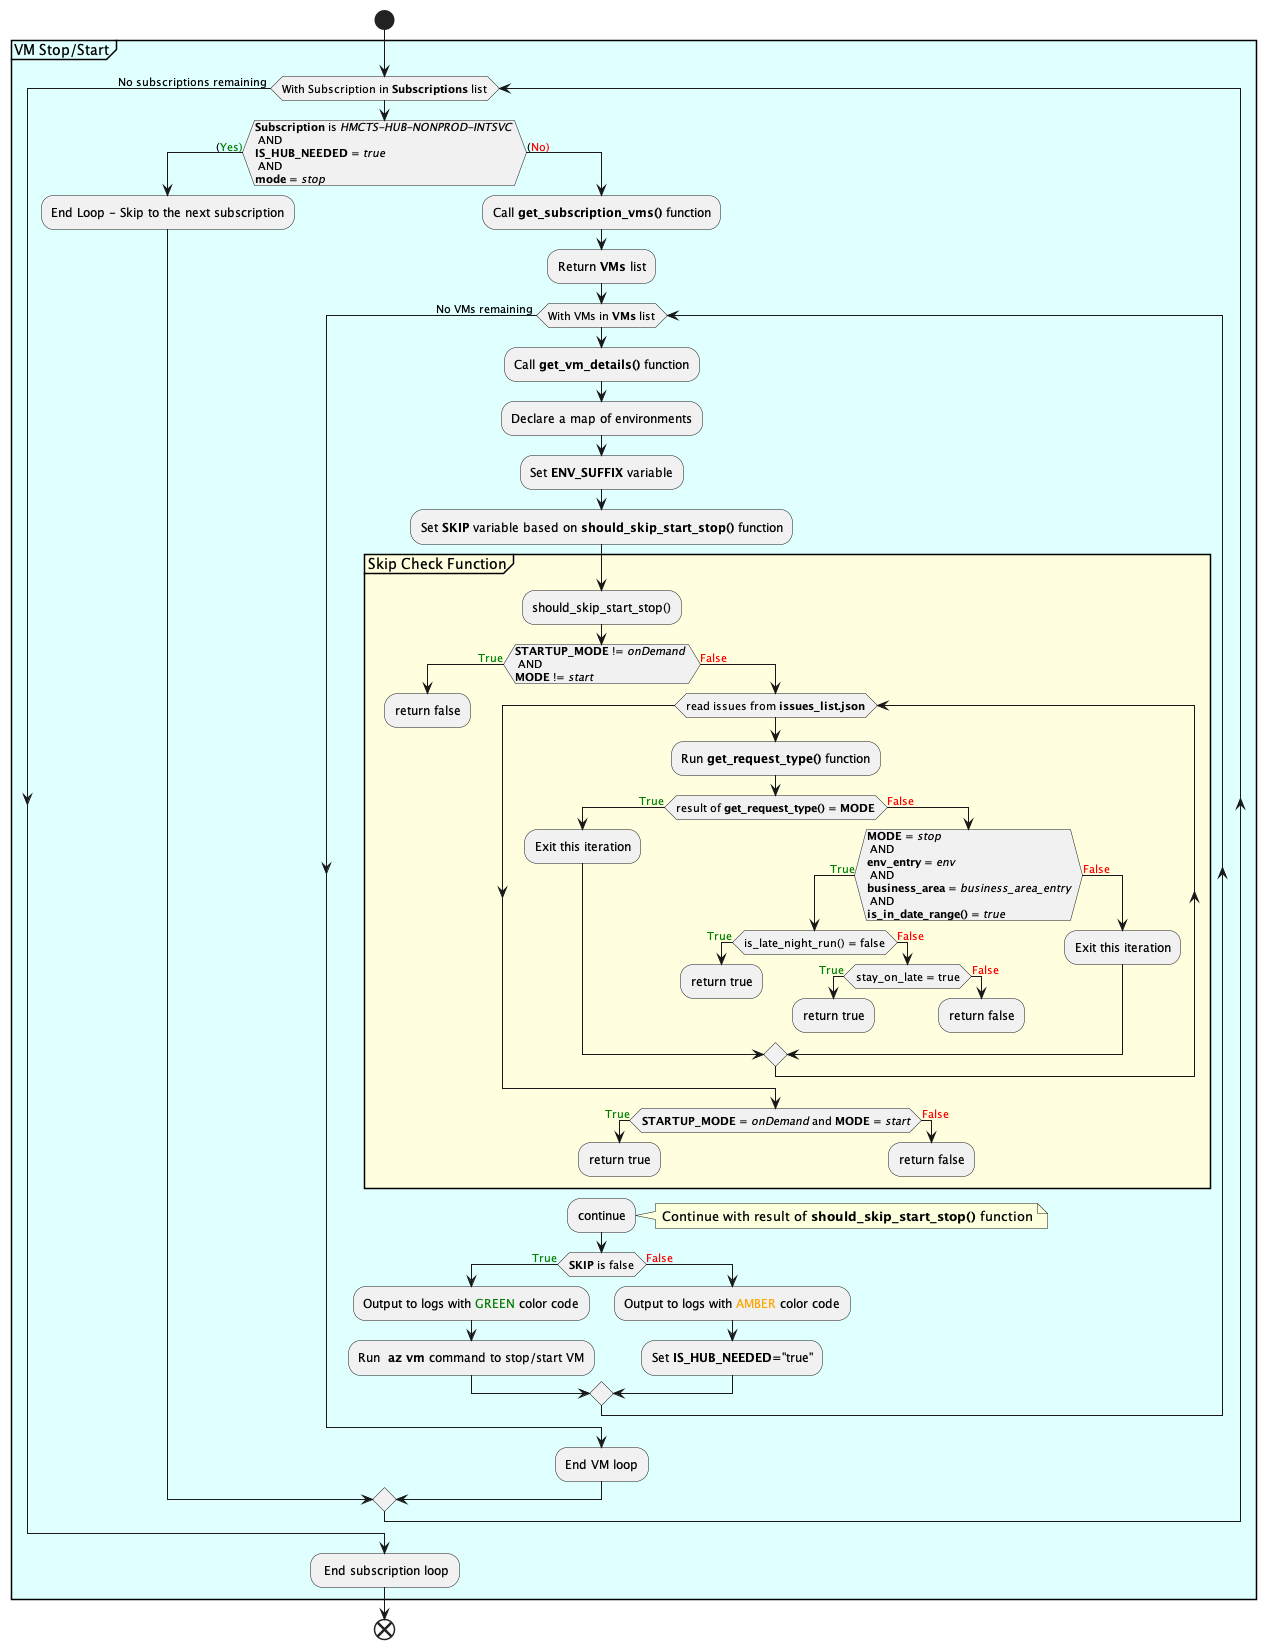 VM Stop/Start
No subscriptions remaining
With Subscription in Subscriptions list
Subscription is HMCTS-HUB-NONPROD-INTSVC
AND
IS_HUB_NEEDED = true
AND
mode = stop
(Yes)
(No)
End Loop - Skip to the next subscription
Call get_subscription_vms() function
Return VMs list
No VMs remaining
With VMs in VMs list
Call get_vm_details() function
Declare a map of environments
Set ENV_SUFFIX variable
Set SKIP variable based on should_skip_start_stop() function
Skip Check Function
should_skip_start_stop()
True
STARTUP_MODE != onDemand
AND
MODE != start
False
return false
read issues from issues_list.json
Run get_request_type() function
True
result of get_request_type() = MODE
False
Exit this iteration
MODE = stop
AND
env_entry = env
AND
business_area = business_area_entry
AND
is_in_date_range() = true
True
False
True
is_late_night_run() = false
False
Exit this iteration
return true
True
stay_on_late = true
False
return true
return false
True
STARTUP_MODE = onDemand and MODE = start
False
return true
return false
continue
Continue with result of should_skip_start_stop() function
True
SKIP is false
False
Output to logs with GREEN color code
Output to logs with AMBER color code
Run az vm command to stop/start VM
Set IS_HUB_NEEDED="true"
End VM loop
End subscription loop